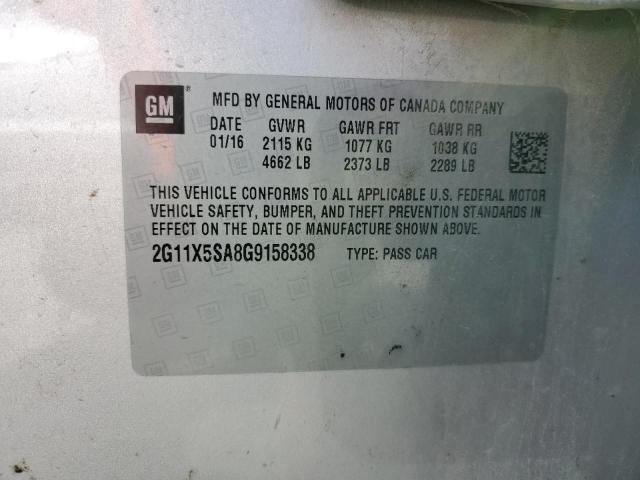 GM
MFD BY GENERAL MOTORS OF CANADA COMPANY
DATE GVWR GAWR FRT GAWR RR
01/16 2115 KG 1077 KG 1038 KG
4662 LB 2373 LB 2289 LB
THIS VEHICLE CONFORMS TO ALL APPLICABLE U.S. FEDERAL MOTOR
VEHICLE SAFETY, BUMPER, AND THEFT PREVENTION STANDARDS IN
EFFECT ON THE DATE OF MANUFACTURE SHOWN ABOVE.
2G11X5SA8G9158338 TYPE: PASS CAR